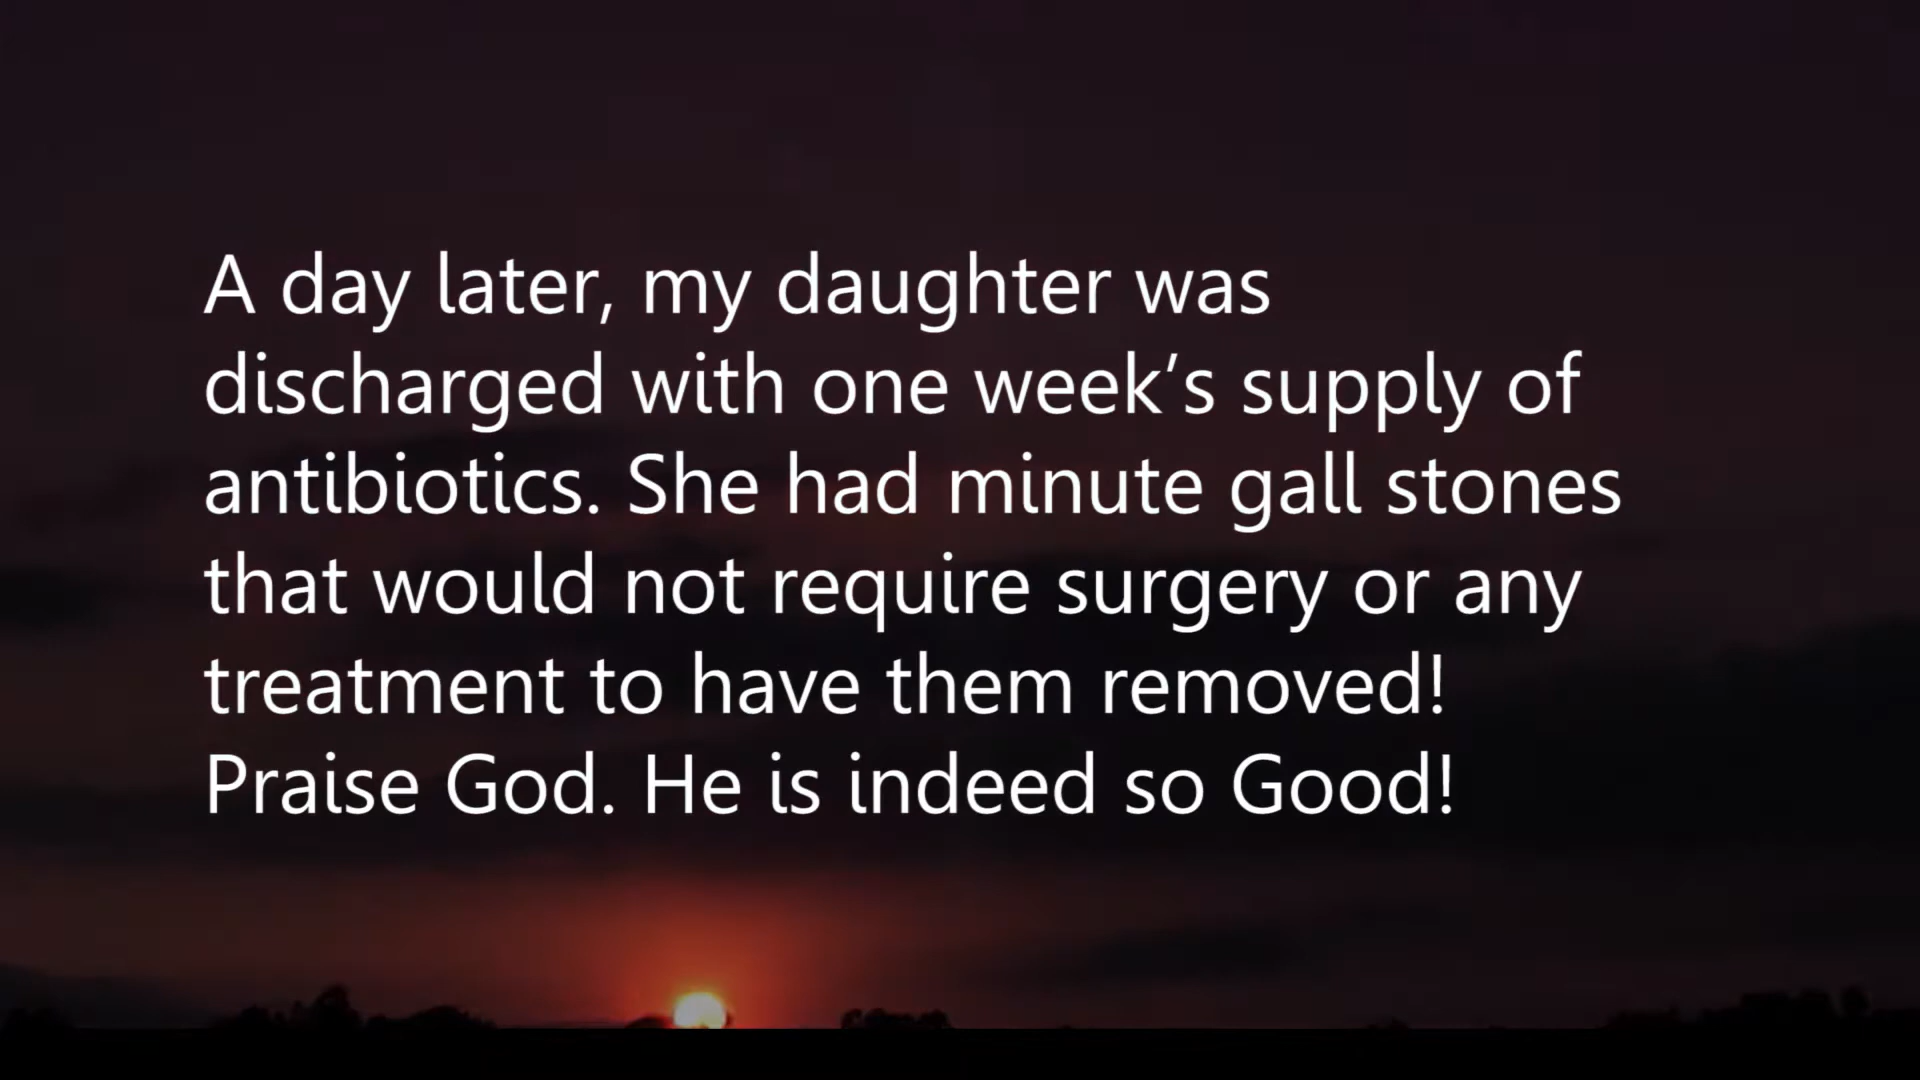 A day later, my daughter was
discharged with one week’s supply of
antibiotics. She had minute gall stones
that would not require surgery or any
treatment to have them removed!
Praise God. He is indeed so Good!